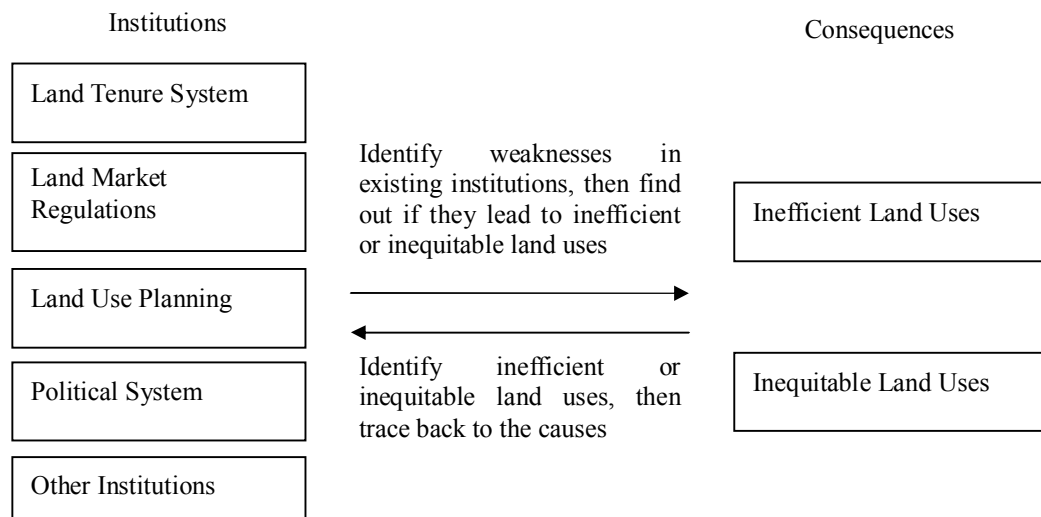 Institutions
Land Tenure System
Land Market
Regulations
Land Use Planning
Political System
Other Institutions
Identify weaknesses in
existing institutions, then find
out if they lead to inefficient
or inequitable land uses
Identify inefficient or
inequitable land uses, then
trace back to the causes
Consequences
Inefficient Land Uses
Inequitable Land Uses